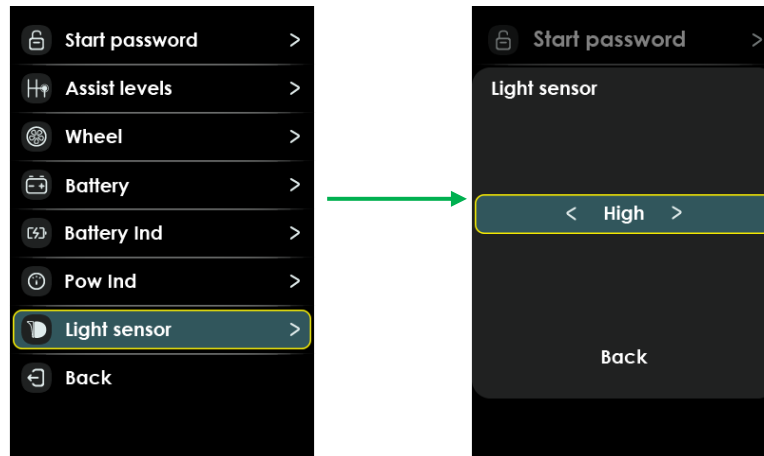 Start password >
Assist levels >
Wheel >
Battery >
Battery Ind >
Pow Ind >
Light sensor >
Back
Start password >
Light sensor
< High >
Back